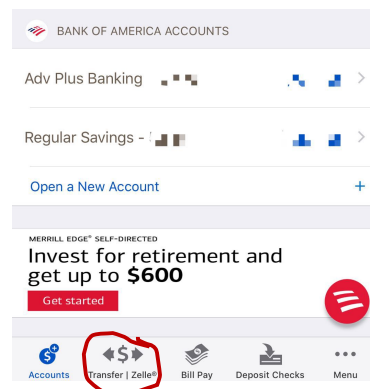 BANK OF AMERICA ACCOUNTS
Adv Plus Banking
Regular Savings -
Open a New Account +
MERRILL EDGE® SELF-DIRECTED
Invest for retirement and
get up to $600
Get started
Accounts Transfer | Zelle® Bill Pay Deposit Checks Menu